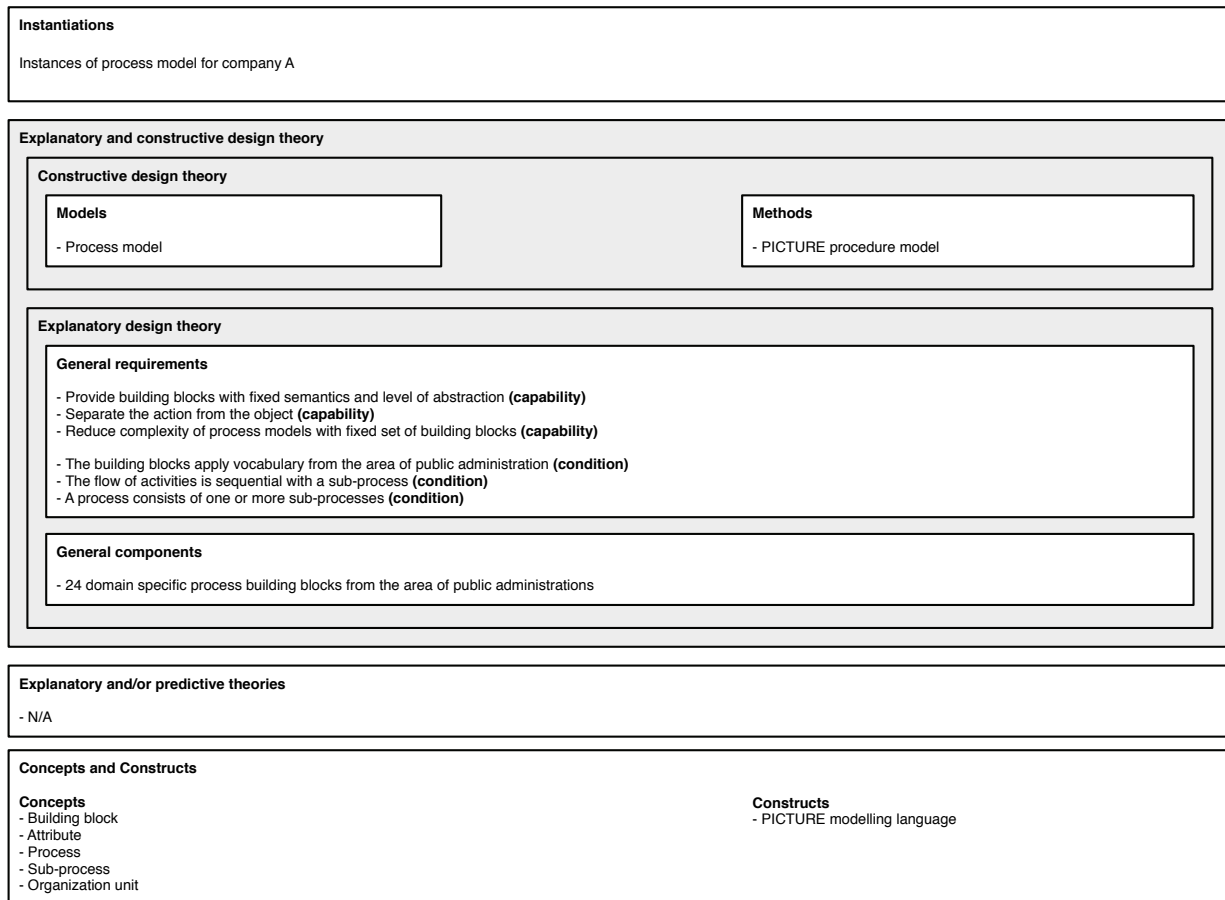 Instantiations
Instances of process model for company A
Explanatory and constructive design theory
Constructive design theory
Models
- Process model
Methods
- PICTURE procedure model
Explanatory design theory
General requirements
- Provide building blocks with fixed semantics and level of abstraction (capability)
- Separate the action from the object (capability)
- Reduce complexity of process models with fixed set of building blocks (capability)
- The building blocks apply vocabulary from the area of public administration (condition)
- The flow of activities is sequential with a sub-process (condition)
- A process consists of one or more sub-processes (condition)
General components
- 24 domain specific process building blocks from the area of public administrations
Explanatory and/or predictive theories
- N/A
Concepts and Constructs
Concepts
- Building block
- Attribute
- Process
- Sub-process
- Organization unit
Constructs
- PICTURE modelling language